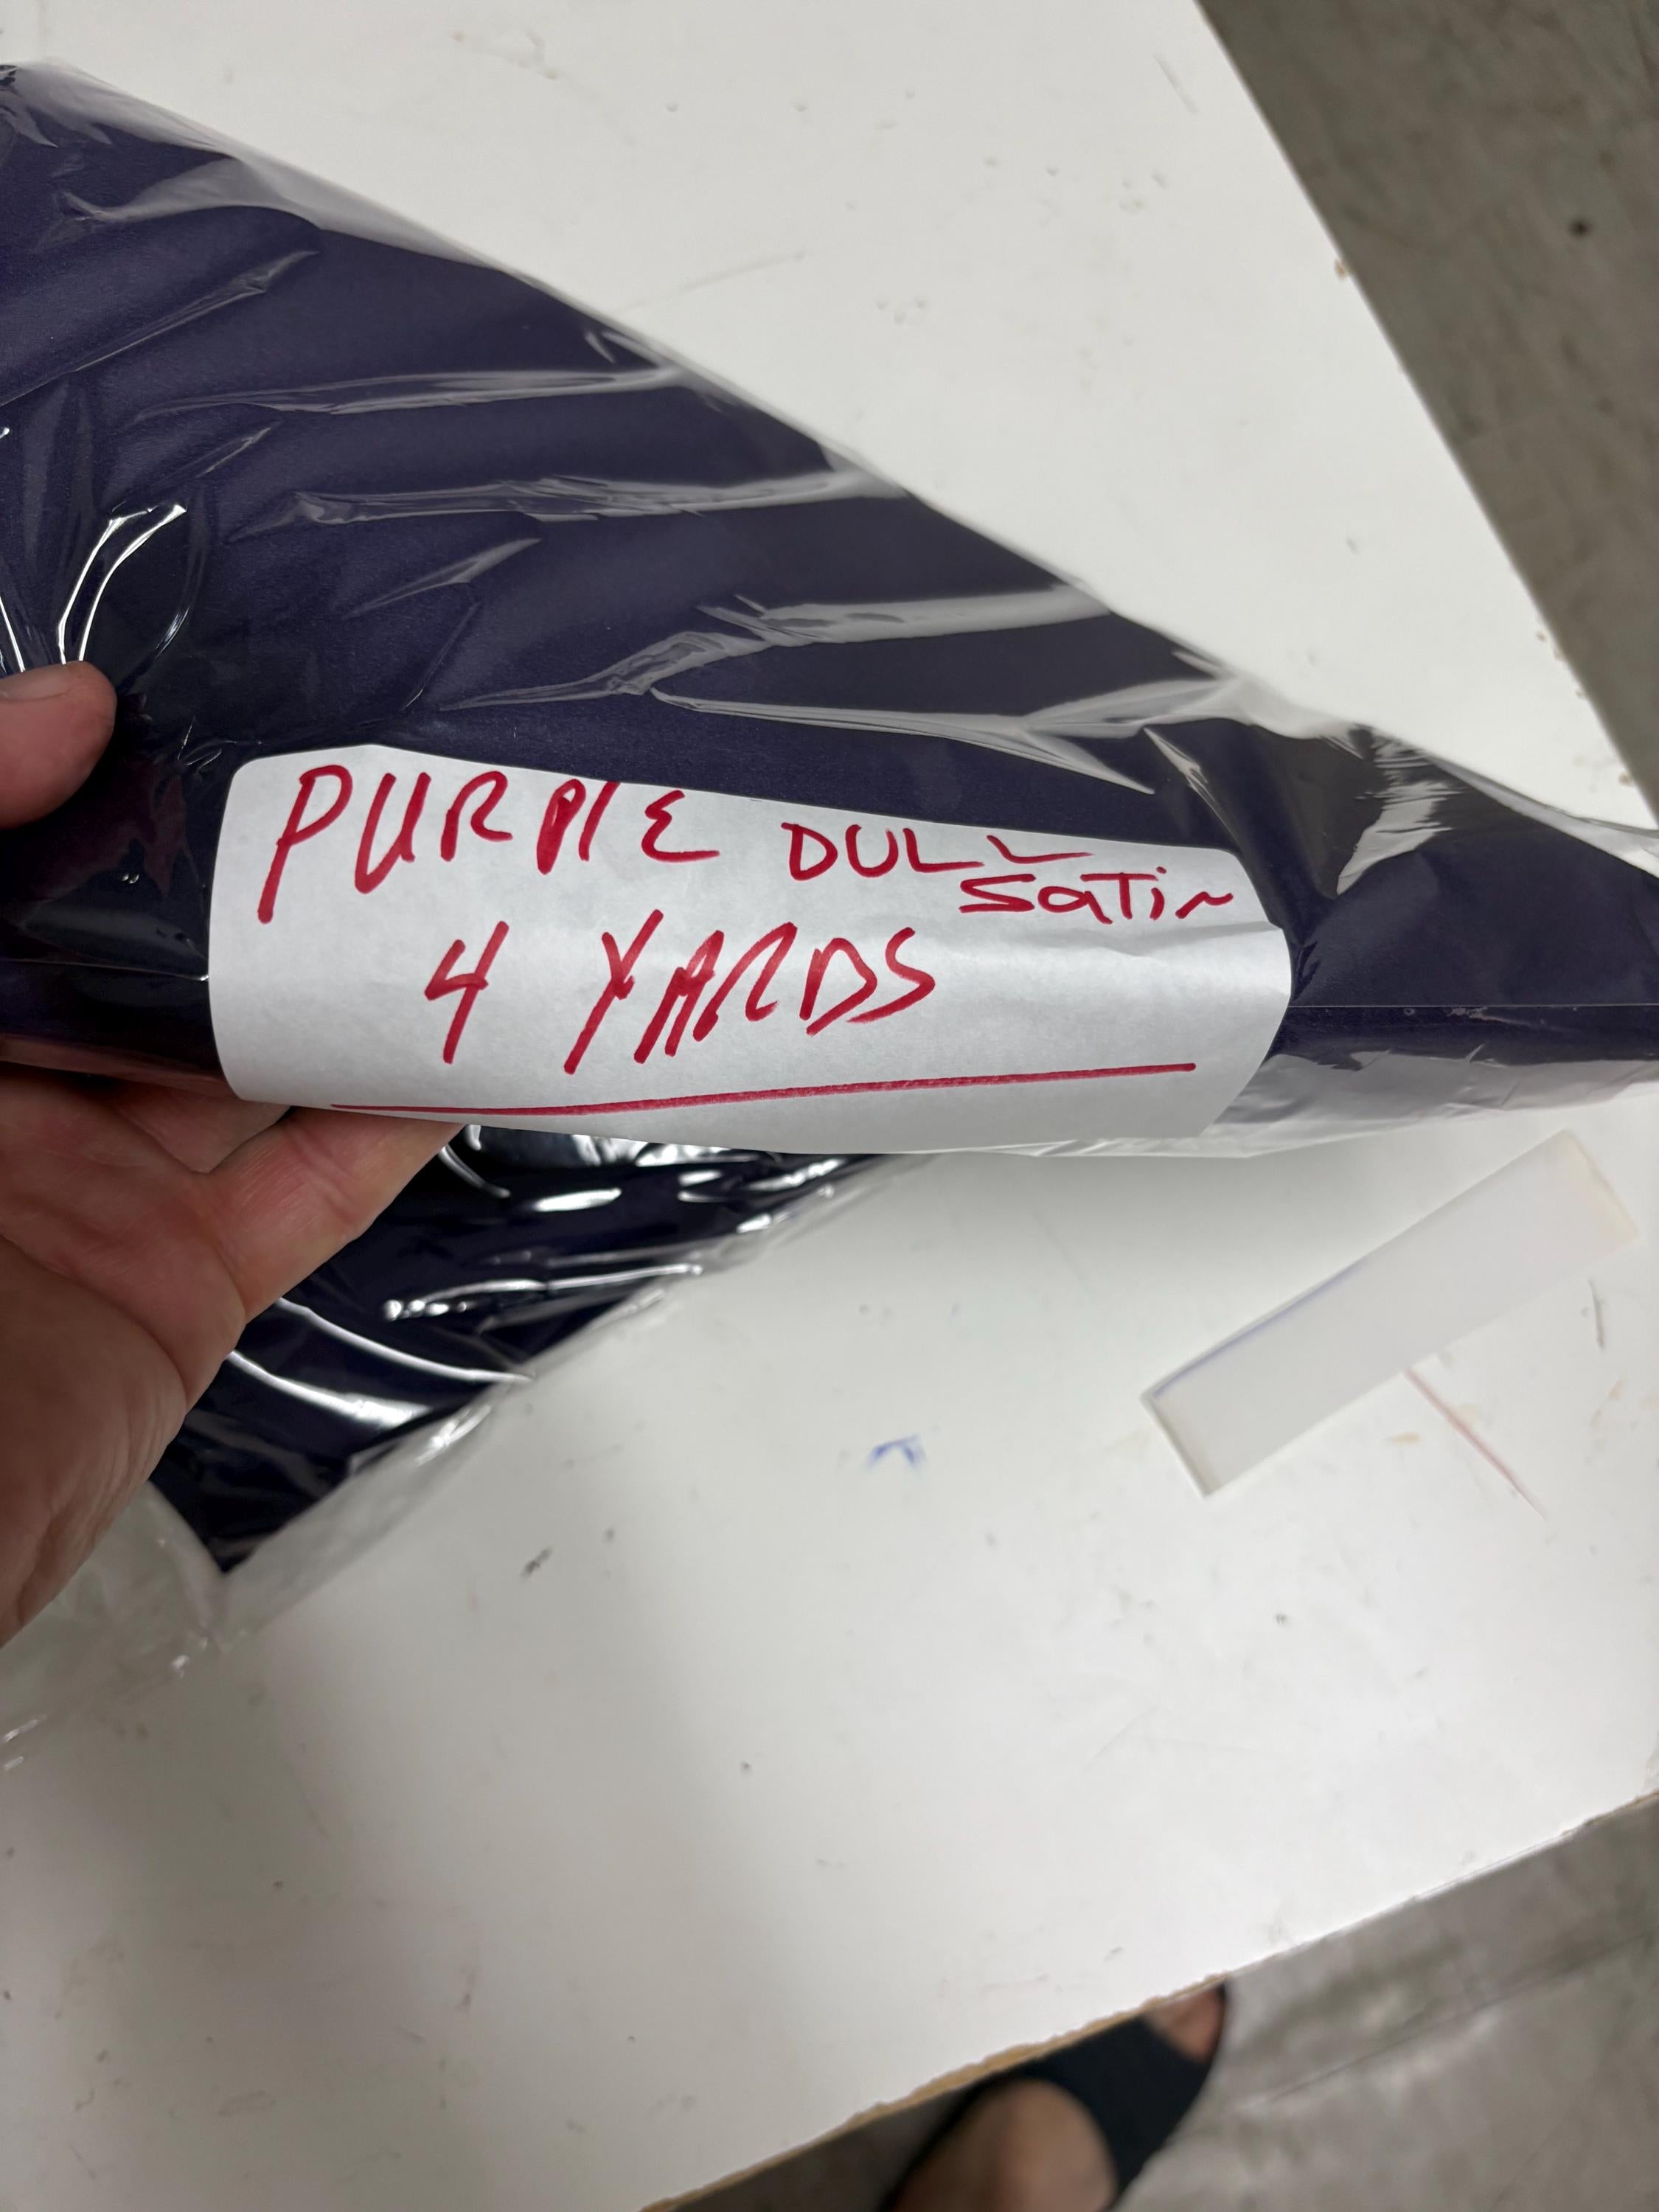 PURPLE DULL
Satin
4 YARDS